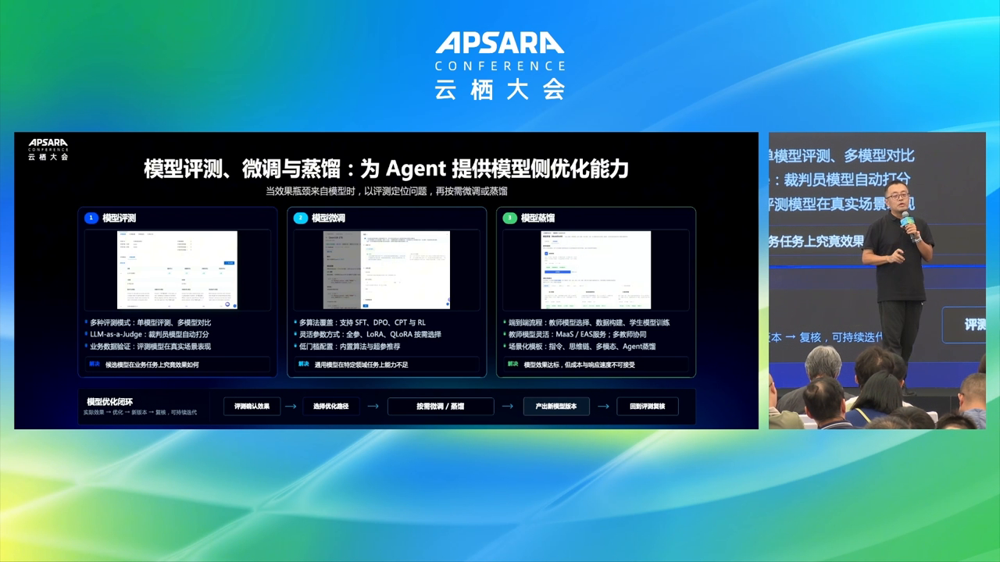 APSARA
CONFERENCE
云栖大会
APSARA
CONFERENCE
云栖大会
模型评测、微调与蒸馏：为 Agent 提供模型侧优化能力
当效果瓶颈来自模型时，以评测定位问题，再按需微调或蒸馏
1 模型评测
多种评测模式：单模型评测、多模型对比
LLM-as-a-Judge：裁判员模型自动打分
业务数据验证：评测模型在真实场景表现
解决 候选模型在业务任务上究竟效果如何
2 模型微调
多算法覆盖：支持 SFT、DPO、CPT 与 RL
灵活参数方式：全参、LoRA、QLoRA 按需选择
低门槛配置：内置算法与超参推荐
解决 通用模型在特定领域任务上能力不足
3 模型蒸馏
端到端流程：教师模型选择、数据构建、学生模型训练
教师模型灵活：MaaS / EAS服务；多教师协同
场景化模板：指令、思维链、多模态、Agent蒸馏
解决 模型效果达标，但成本与响应速度不可接受
模型优化闭环
实际效果 → 优化 → 新版本 → 复核，可持续迭代
评测确认效果 → 选择优化路径 → 按需微调 / 蒸馏 → 产出新模型版本 → 回到评测复核
单模型评测、多模型对比
：裁判员模型自动打分
评测模型在真实场景 现
务任务上究竟效果
评测
版本 → 复核，可持续迭代